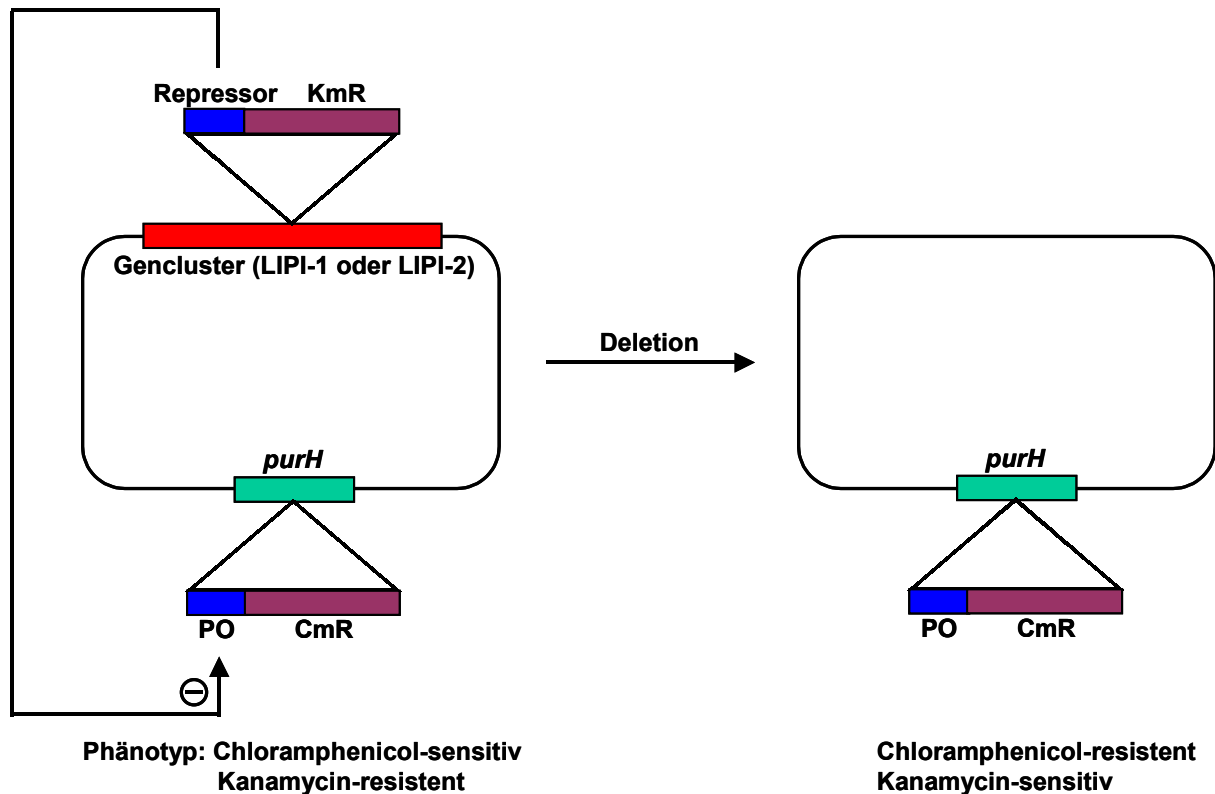 Repressor KmR
Gencluster (LIPI-1 oder LIPI-2)
Deletion
purH
purH
PO CmR
PO CmR
Phänotyp: Chloramphenicol-sensitiv
Kanamycin-resistent
Chloramphenicol-resistent
Kanamycin-sensitiv